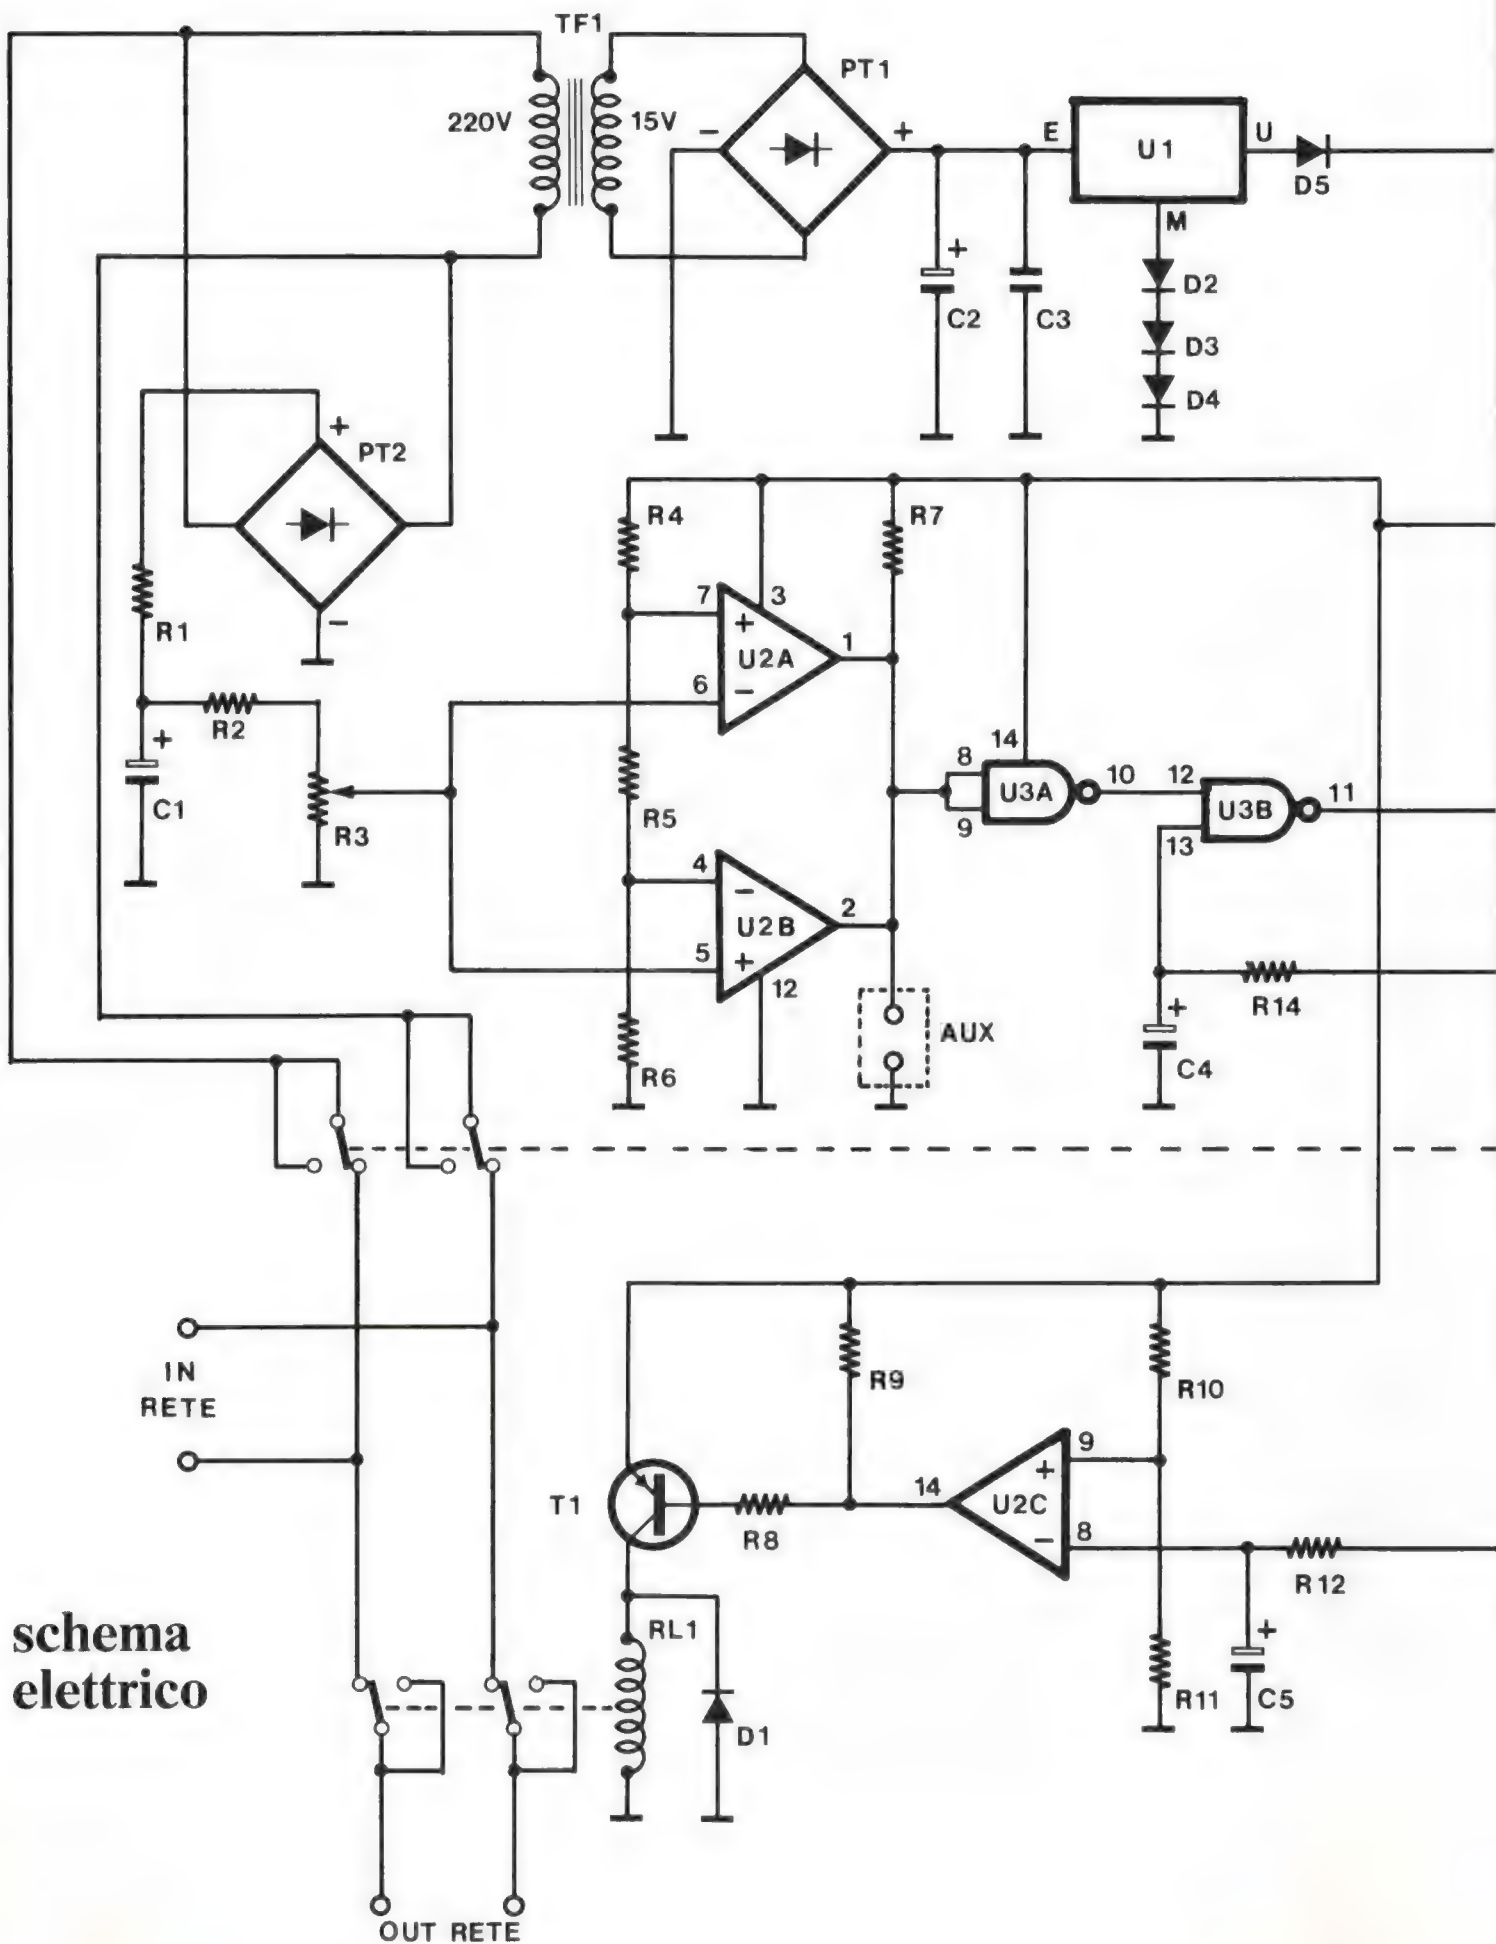 TF1
PT1
220V
15V
-
+
E
U1
U
D5
M
+
D2
C2
C3
D3
D4
+
PT2
R4
R7
-
R1
7
3
+
U2A
1
6
-
R2
+
14
8
10
12
11
C1
U3A
U3B
R3
R5
9
13
4
-
2
U2B
5
+
12
+
R14
AUX
R6
C4
IN
RETE
R9
R10
9
14
+
T1
U2C
8
-
R8
R12
schema
elettrico
RL1
+
R11
C5
D1
OUT RETE